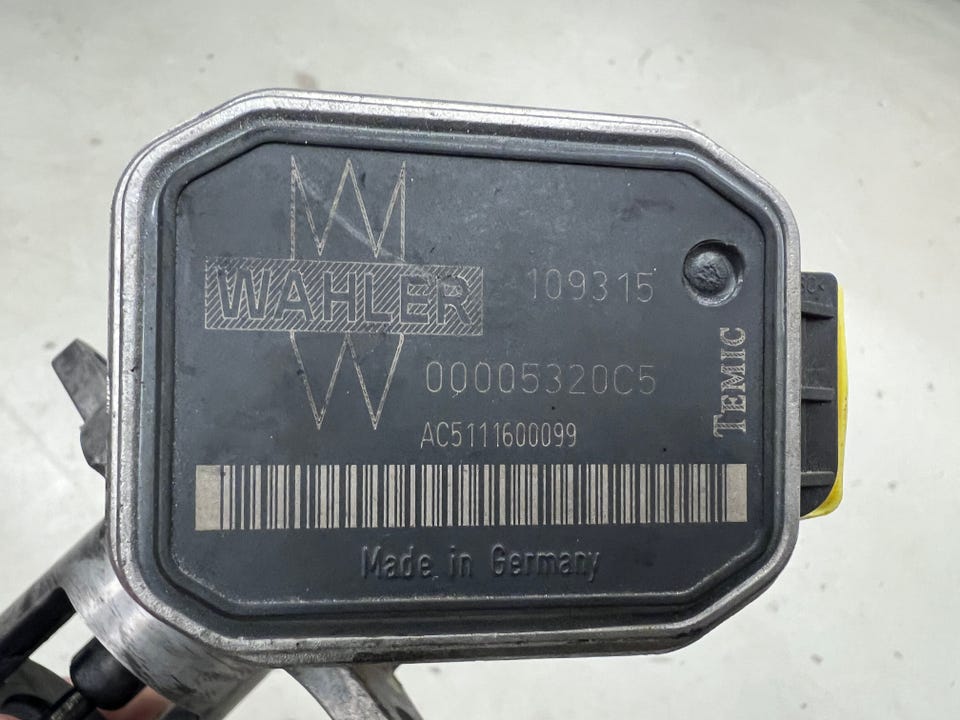 WAHLER
109315
00005320C5
TEMIC
AC5111600099
Made in Germany